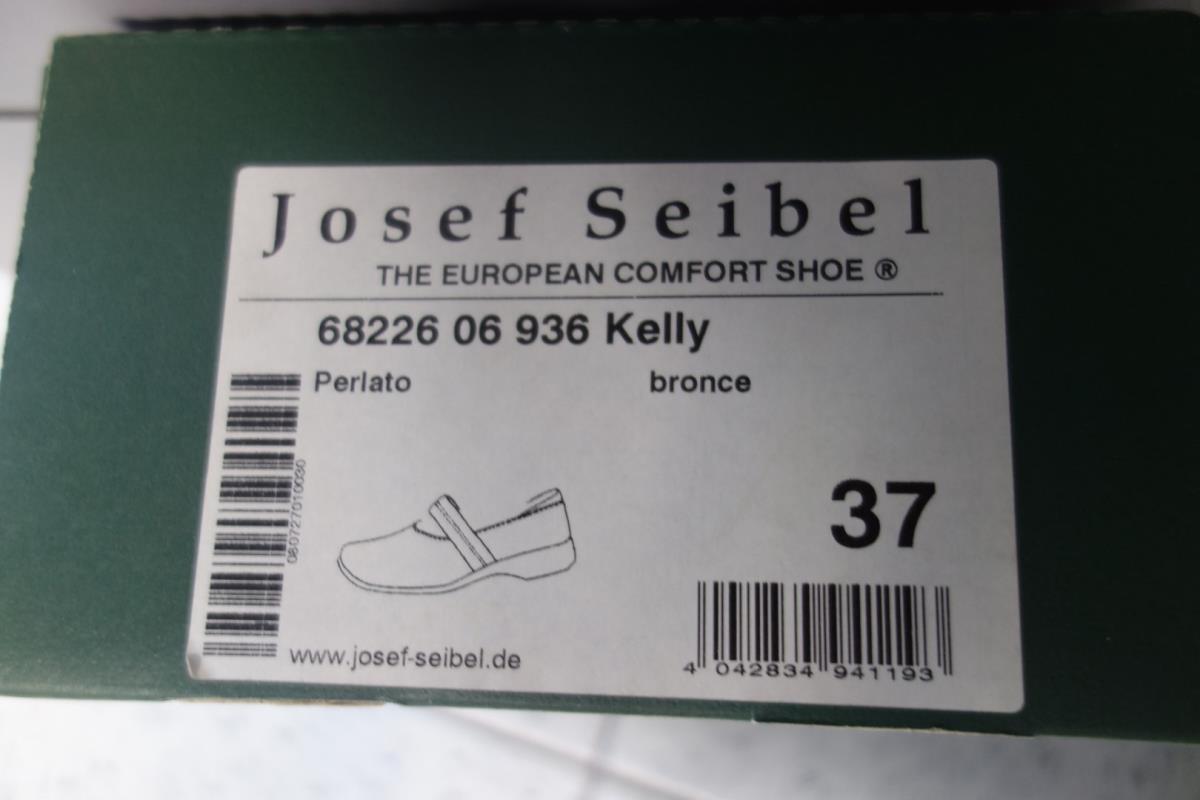 Josef Seibel
THE EUROPEAN COMFORT SHOE ®
68226 06 936 Kelly
Perlato bronce
080727010030
37
www.josef-seibel.de
4 042834 941193